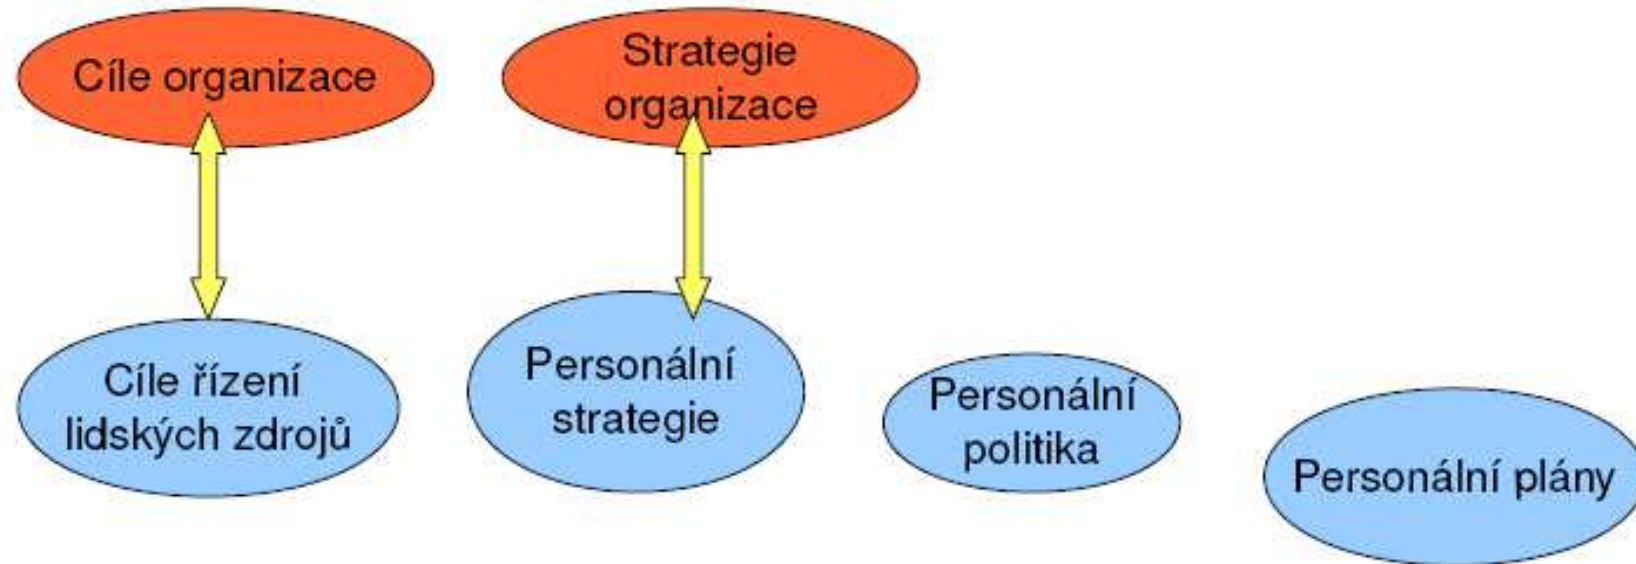 Cíle organizace
Strategie
organizace
Cíle řízení
lidských zdrojů
Personální
strategie
Personální
politika
Personální plány